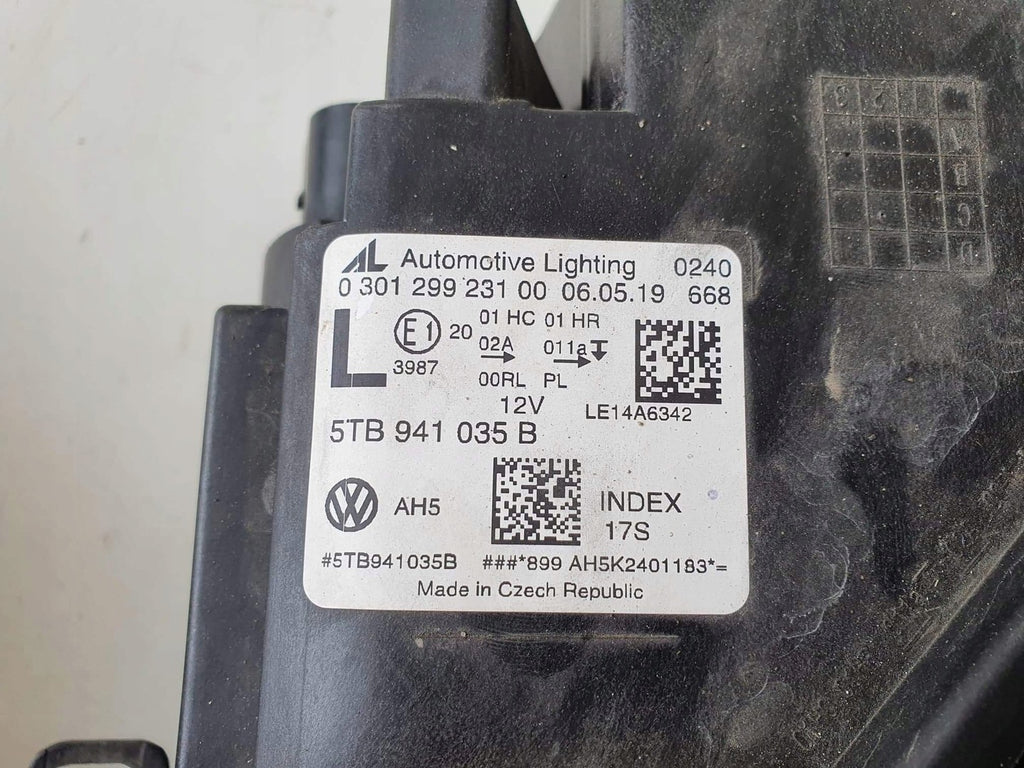 AL Automotive Lighting 0240
0 301 299 231 00 06.05.19 668
L E1 20 01 HC 01 HR
3987 02A 011a
00RL PL
12V LE14A6342
5TB 941 035 B
VW AH5 INDEX
17S
#5TB941035B ###*899 AH5K2401183*=
Made in Czech Republic